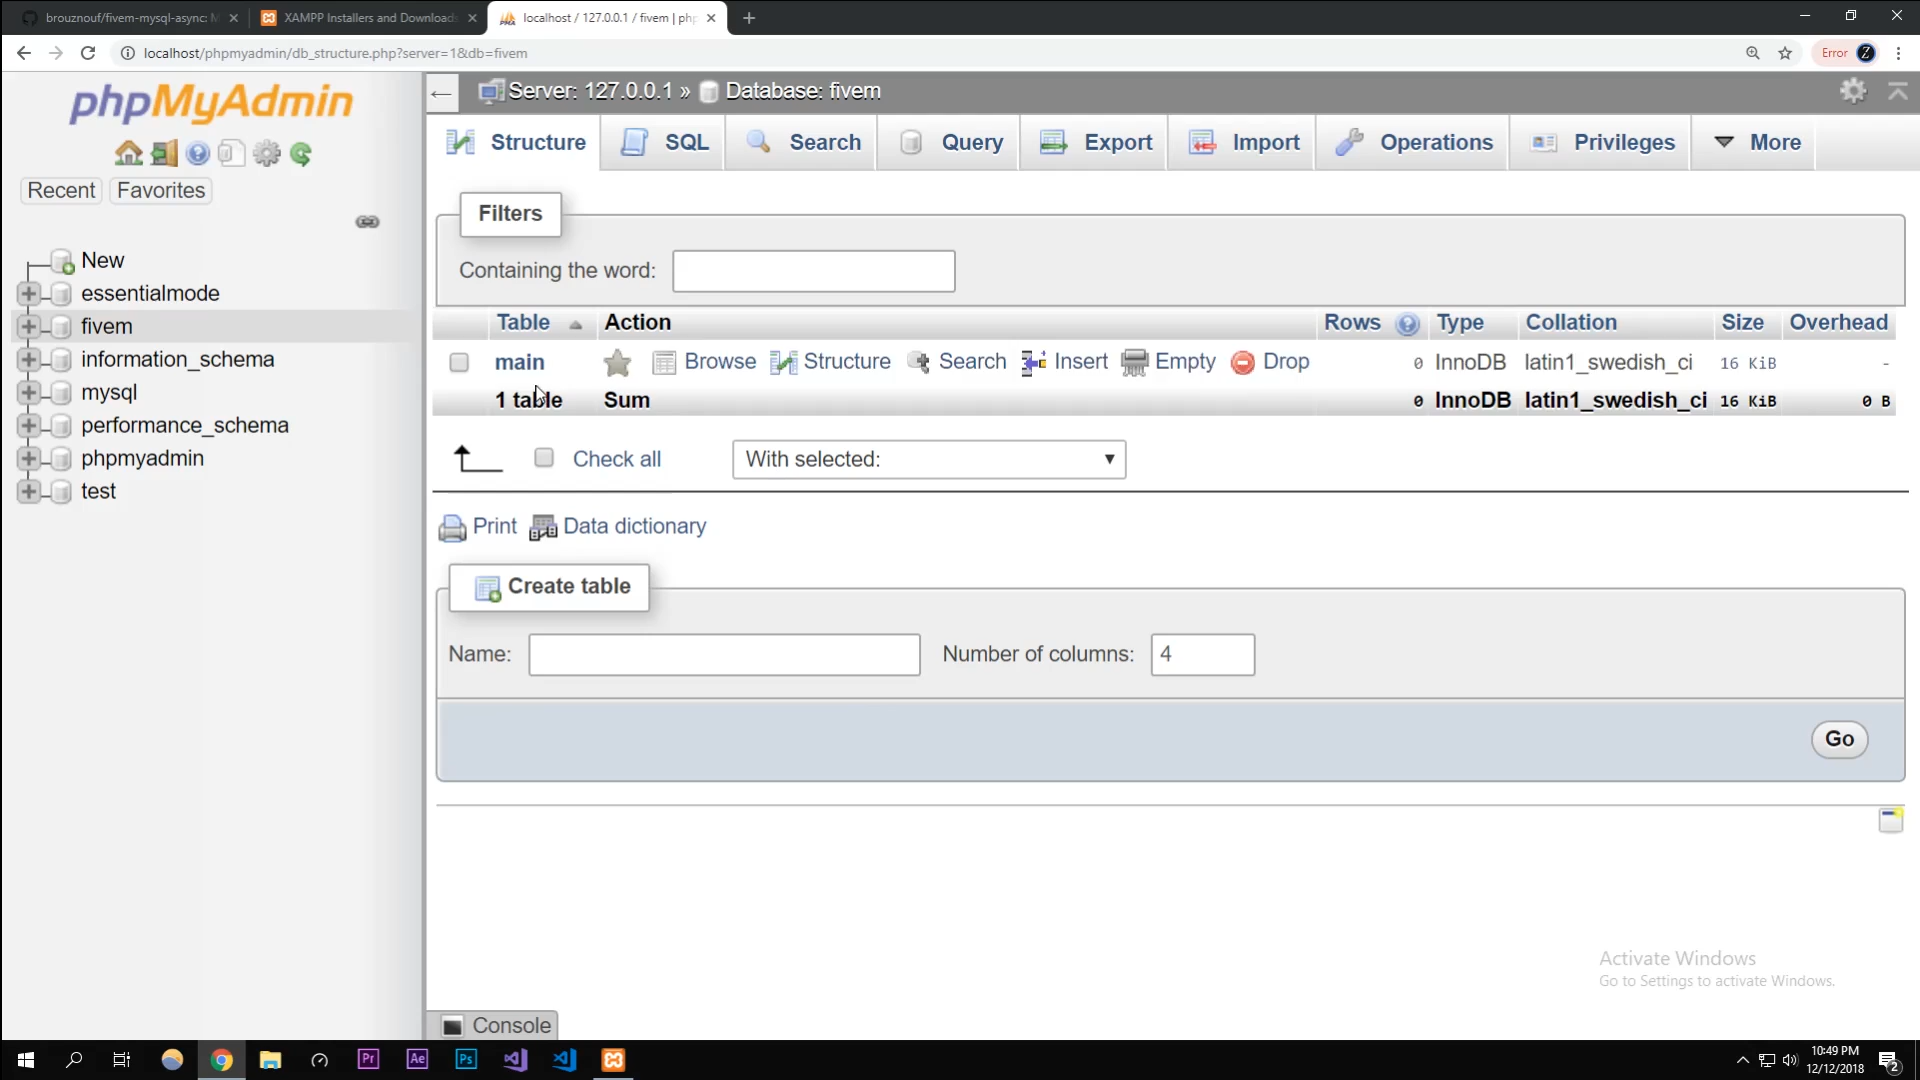 brouznouf/fivem-mysql-async: M
XAMPP Installers and Downloads
localhost / 127.0.0.1 / fivem | php
localhost/phpmyadmin/db_structure.php?server=1&db=fivem
Error
phpMyAdmin
Recent
Favorites
New
essentialmode
fivem
information_schema
mysql
performance_schema
phpmyadmin
test
Server: 127.0.0.1 » Database: fivem
Structure SQL Search Query Export Import Operations Privileges More
Filters
Containing the word:
Table Action Rows Type Collation Size Overhead
main Browse Structure Search Insert Empty Drop 0 InnoDB latin1_swedish_ci 16 KiB -
1 table Sum 0 InnoDB latin1_swedish_ci 16 KiB 0 B
Check all With selected:
Print Data dictionary
Create table
Name: Number of columns: 4
Go
Activate Windows
Go to Settings to activate Windows.
Console
Pr Ae Ps
10:49 PM
12/12/2018
2